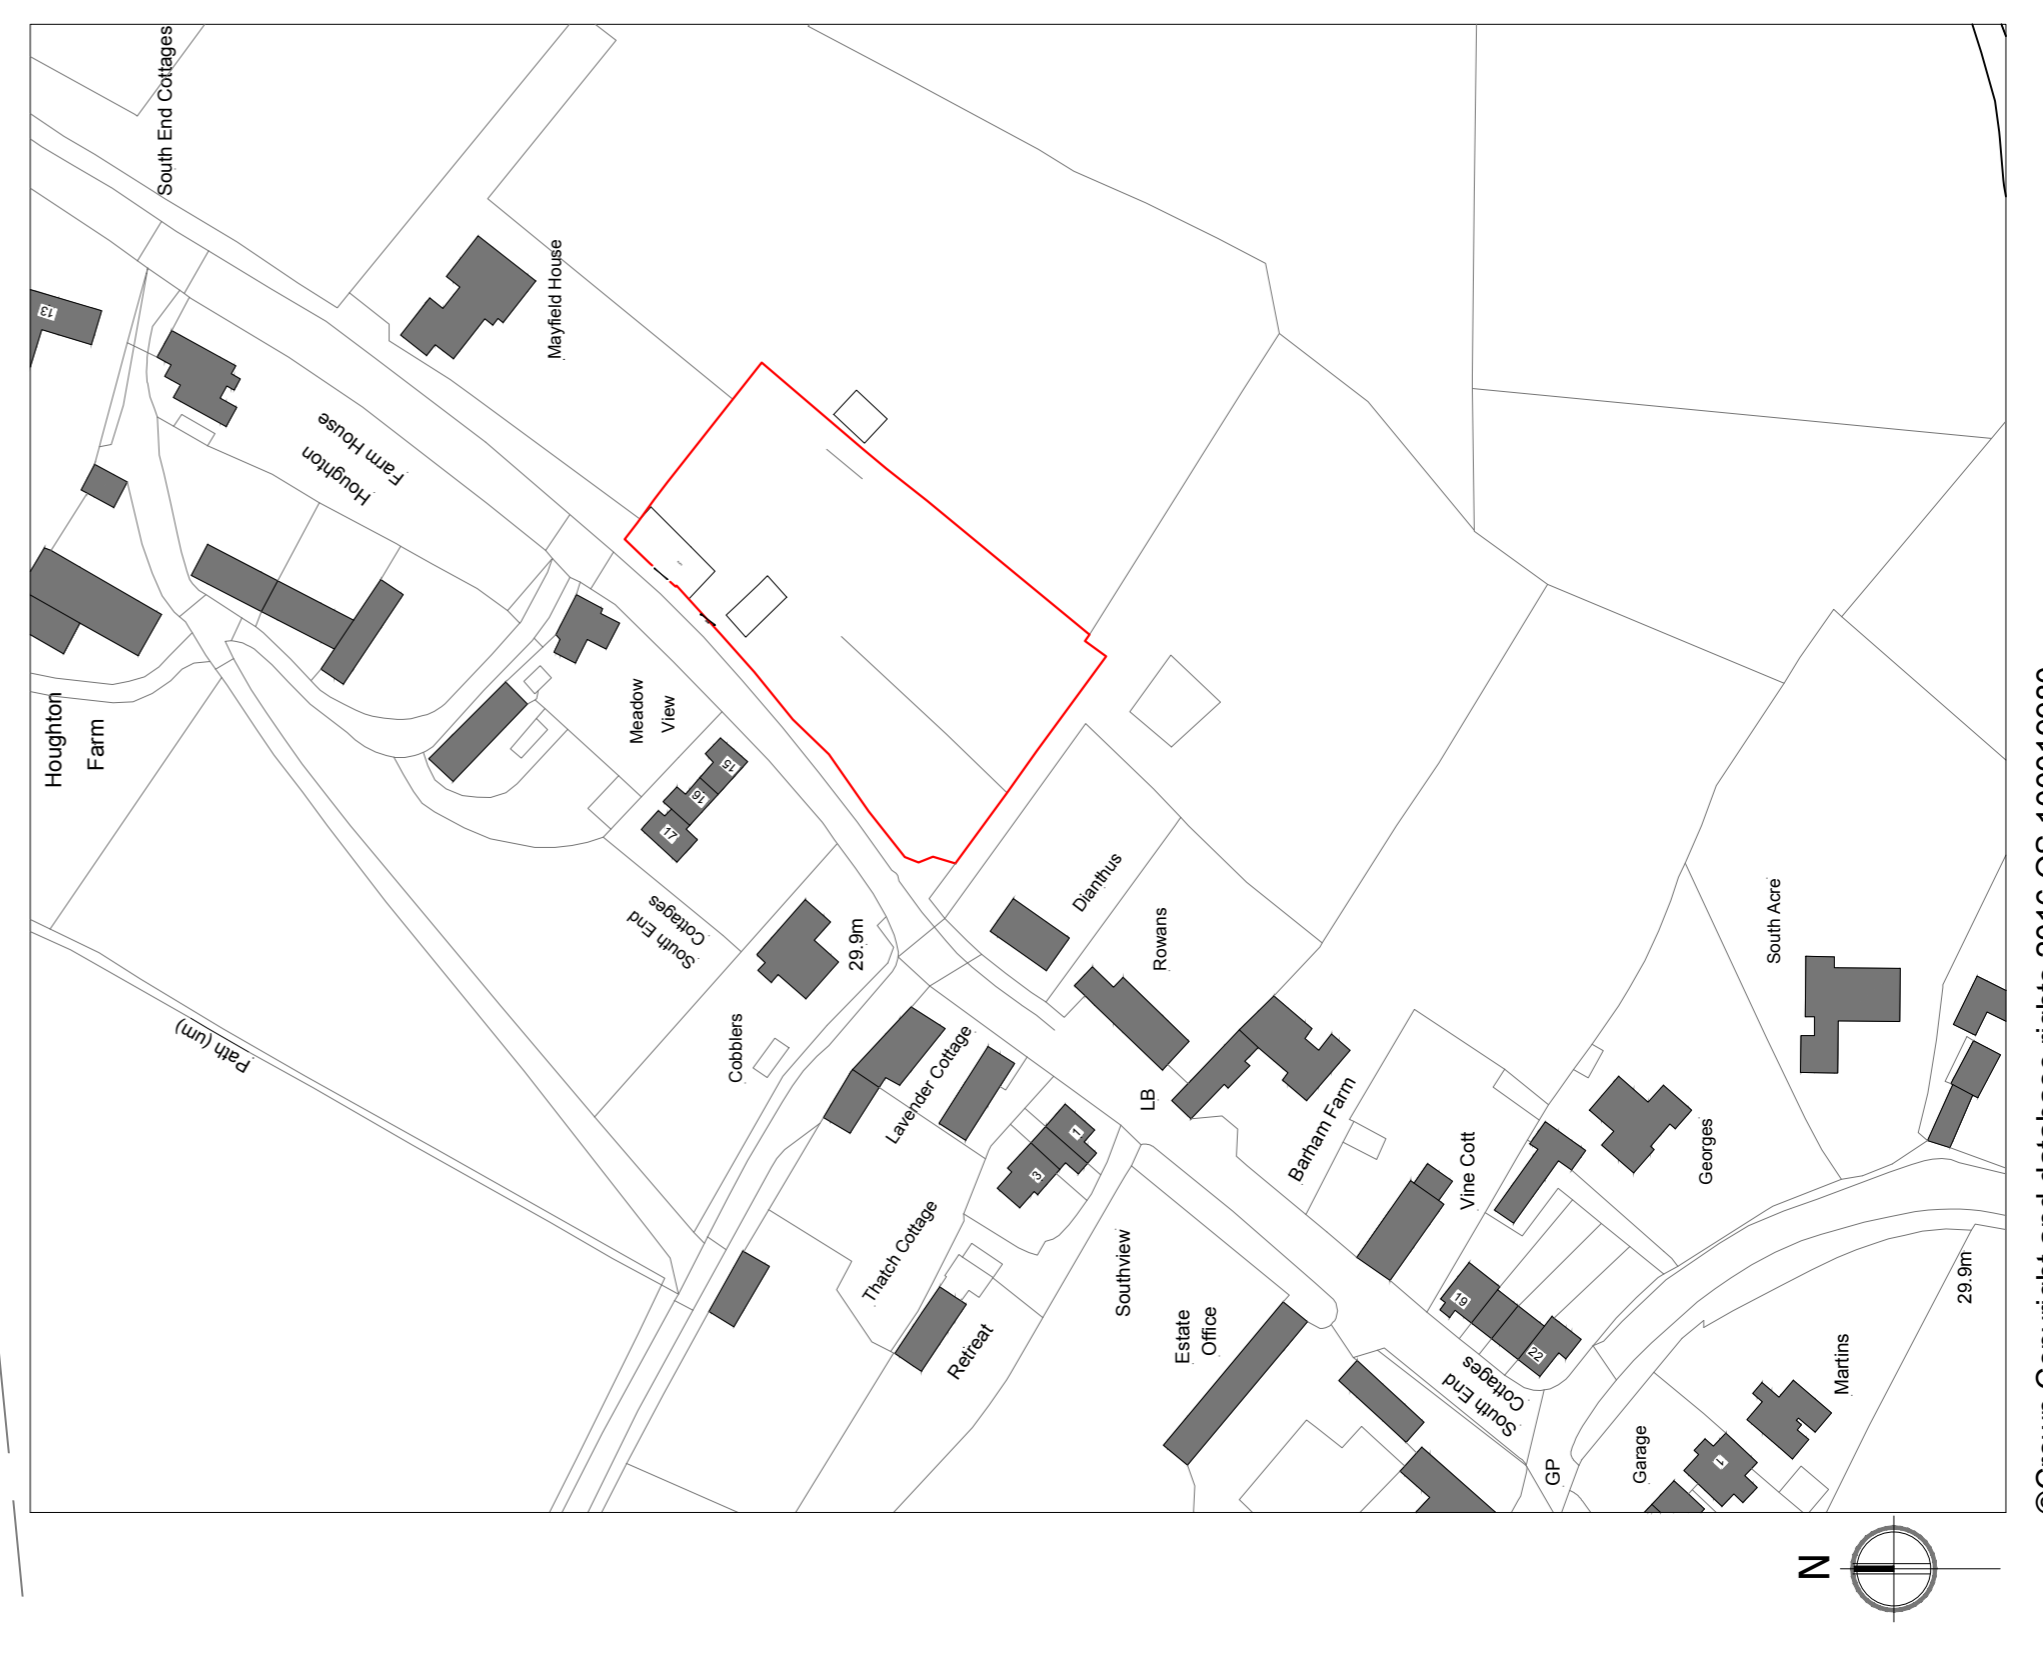 South End Cottages
13
Mayfield House
Houghton
Farm House
Houghton
Farm
Meadow
View
15
16
17
South End
Cottages
29.9m
Path (um)
Cobblers
Dianthus
Rowans
South Acre
Lavender Cottage
LB
1
3
Barham Farm
Vine Cott
Georges
Thatch Cottage
Southview
Retreat
Estate
Office
19
22
South End
Cottages
29.9m
Martins
Garage
1
GP
N